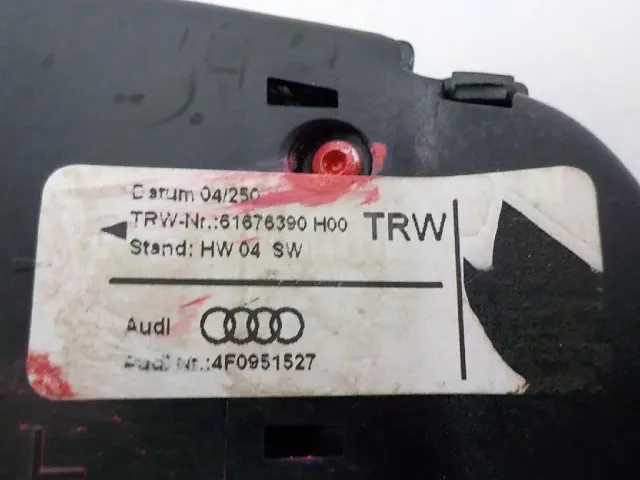 Datum 04/250
TRW-Nr.:61676390 H00 TRW
Stand: HW 04 SW
Audi
Audi Nr.:4F0951527